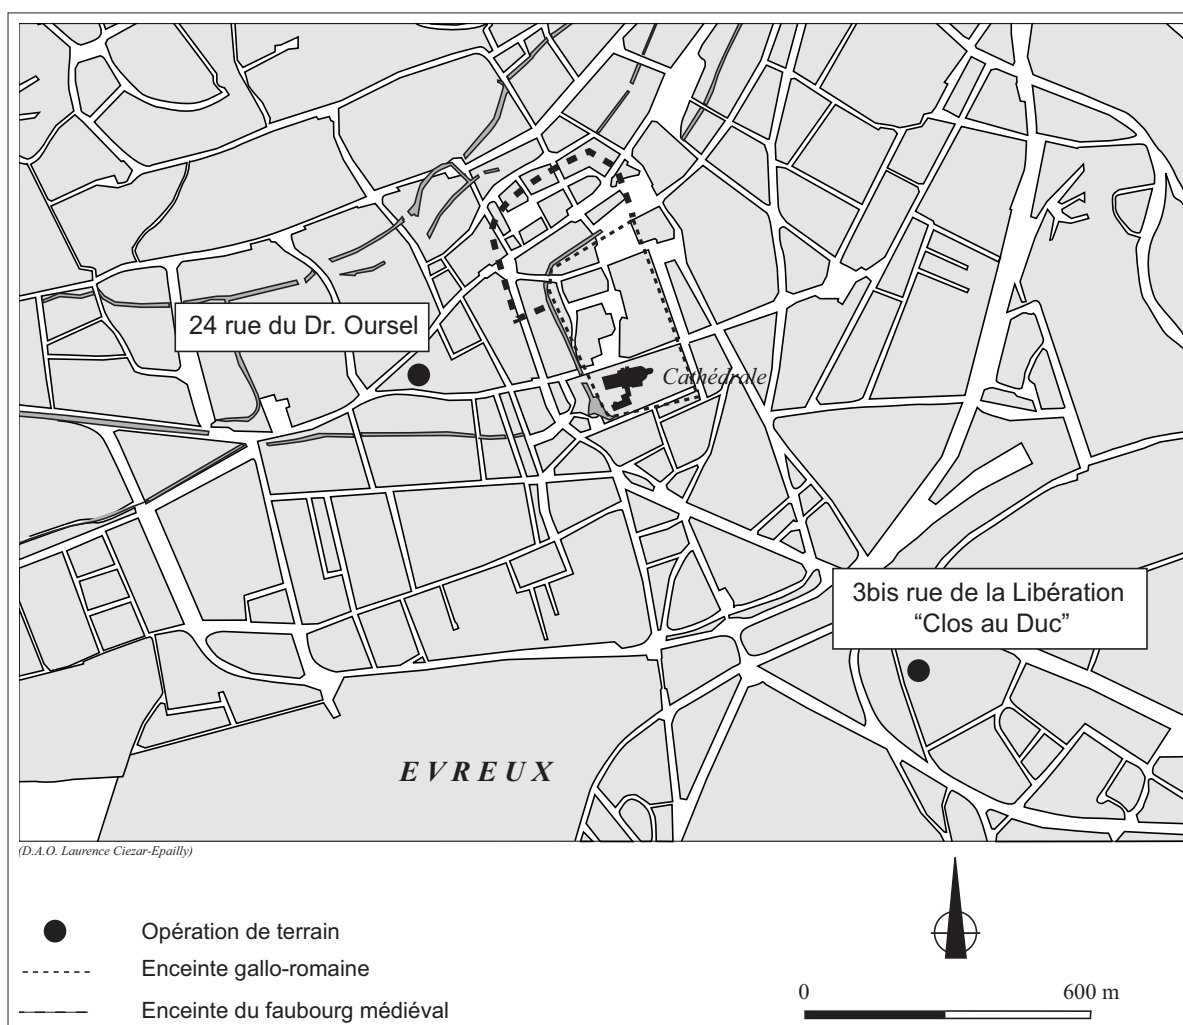 24 rue du Dr. Oursel
Cathédrale
3bis rue de la Libération
“Clos au Duc”
EVREUX
(D.A.O. Laurence Ciezar-Epailly)
Opération de terrain
Enceinte gallo-romaine
Enceinte du faubourg médiéval
0 600 m